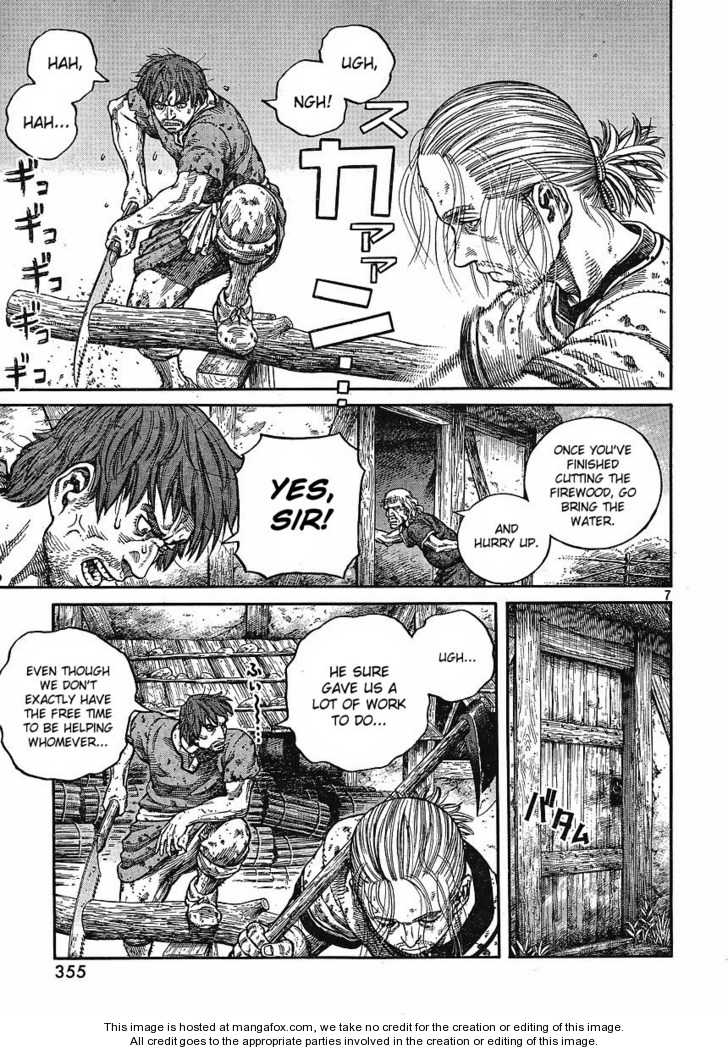 UGH,
NGH!
スカァァァン...
HAH,
HAH...
ギコ
ギコ
ギコ
ギコ
ギコ
ONCE YOU'VE
FINISHED
CUTTING THE
FIREWOOD, GO
BRING THE
WATER.
AND
HURRY UP.
YES,
SIR!
7
バタム
UGH...
HE SURE
GAVE US A
LOT OF WORK
TO DO...
ふぃ〜〜...
EVEN THOUGH
WE DON'T
EXACTLY HAVE
THE FREE TIME
TO BE HELPING
WHOMEVER...
355
This image is hosted at mangafox.com, we take no credit for the creation or editing of this image.
All credit goes to the appropriate parties involved in the creation or editing of this image.